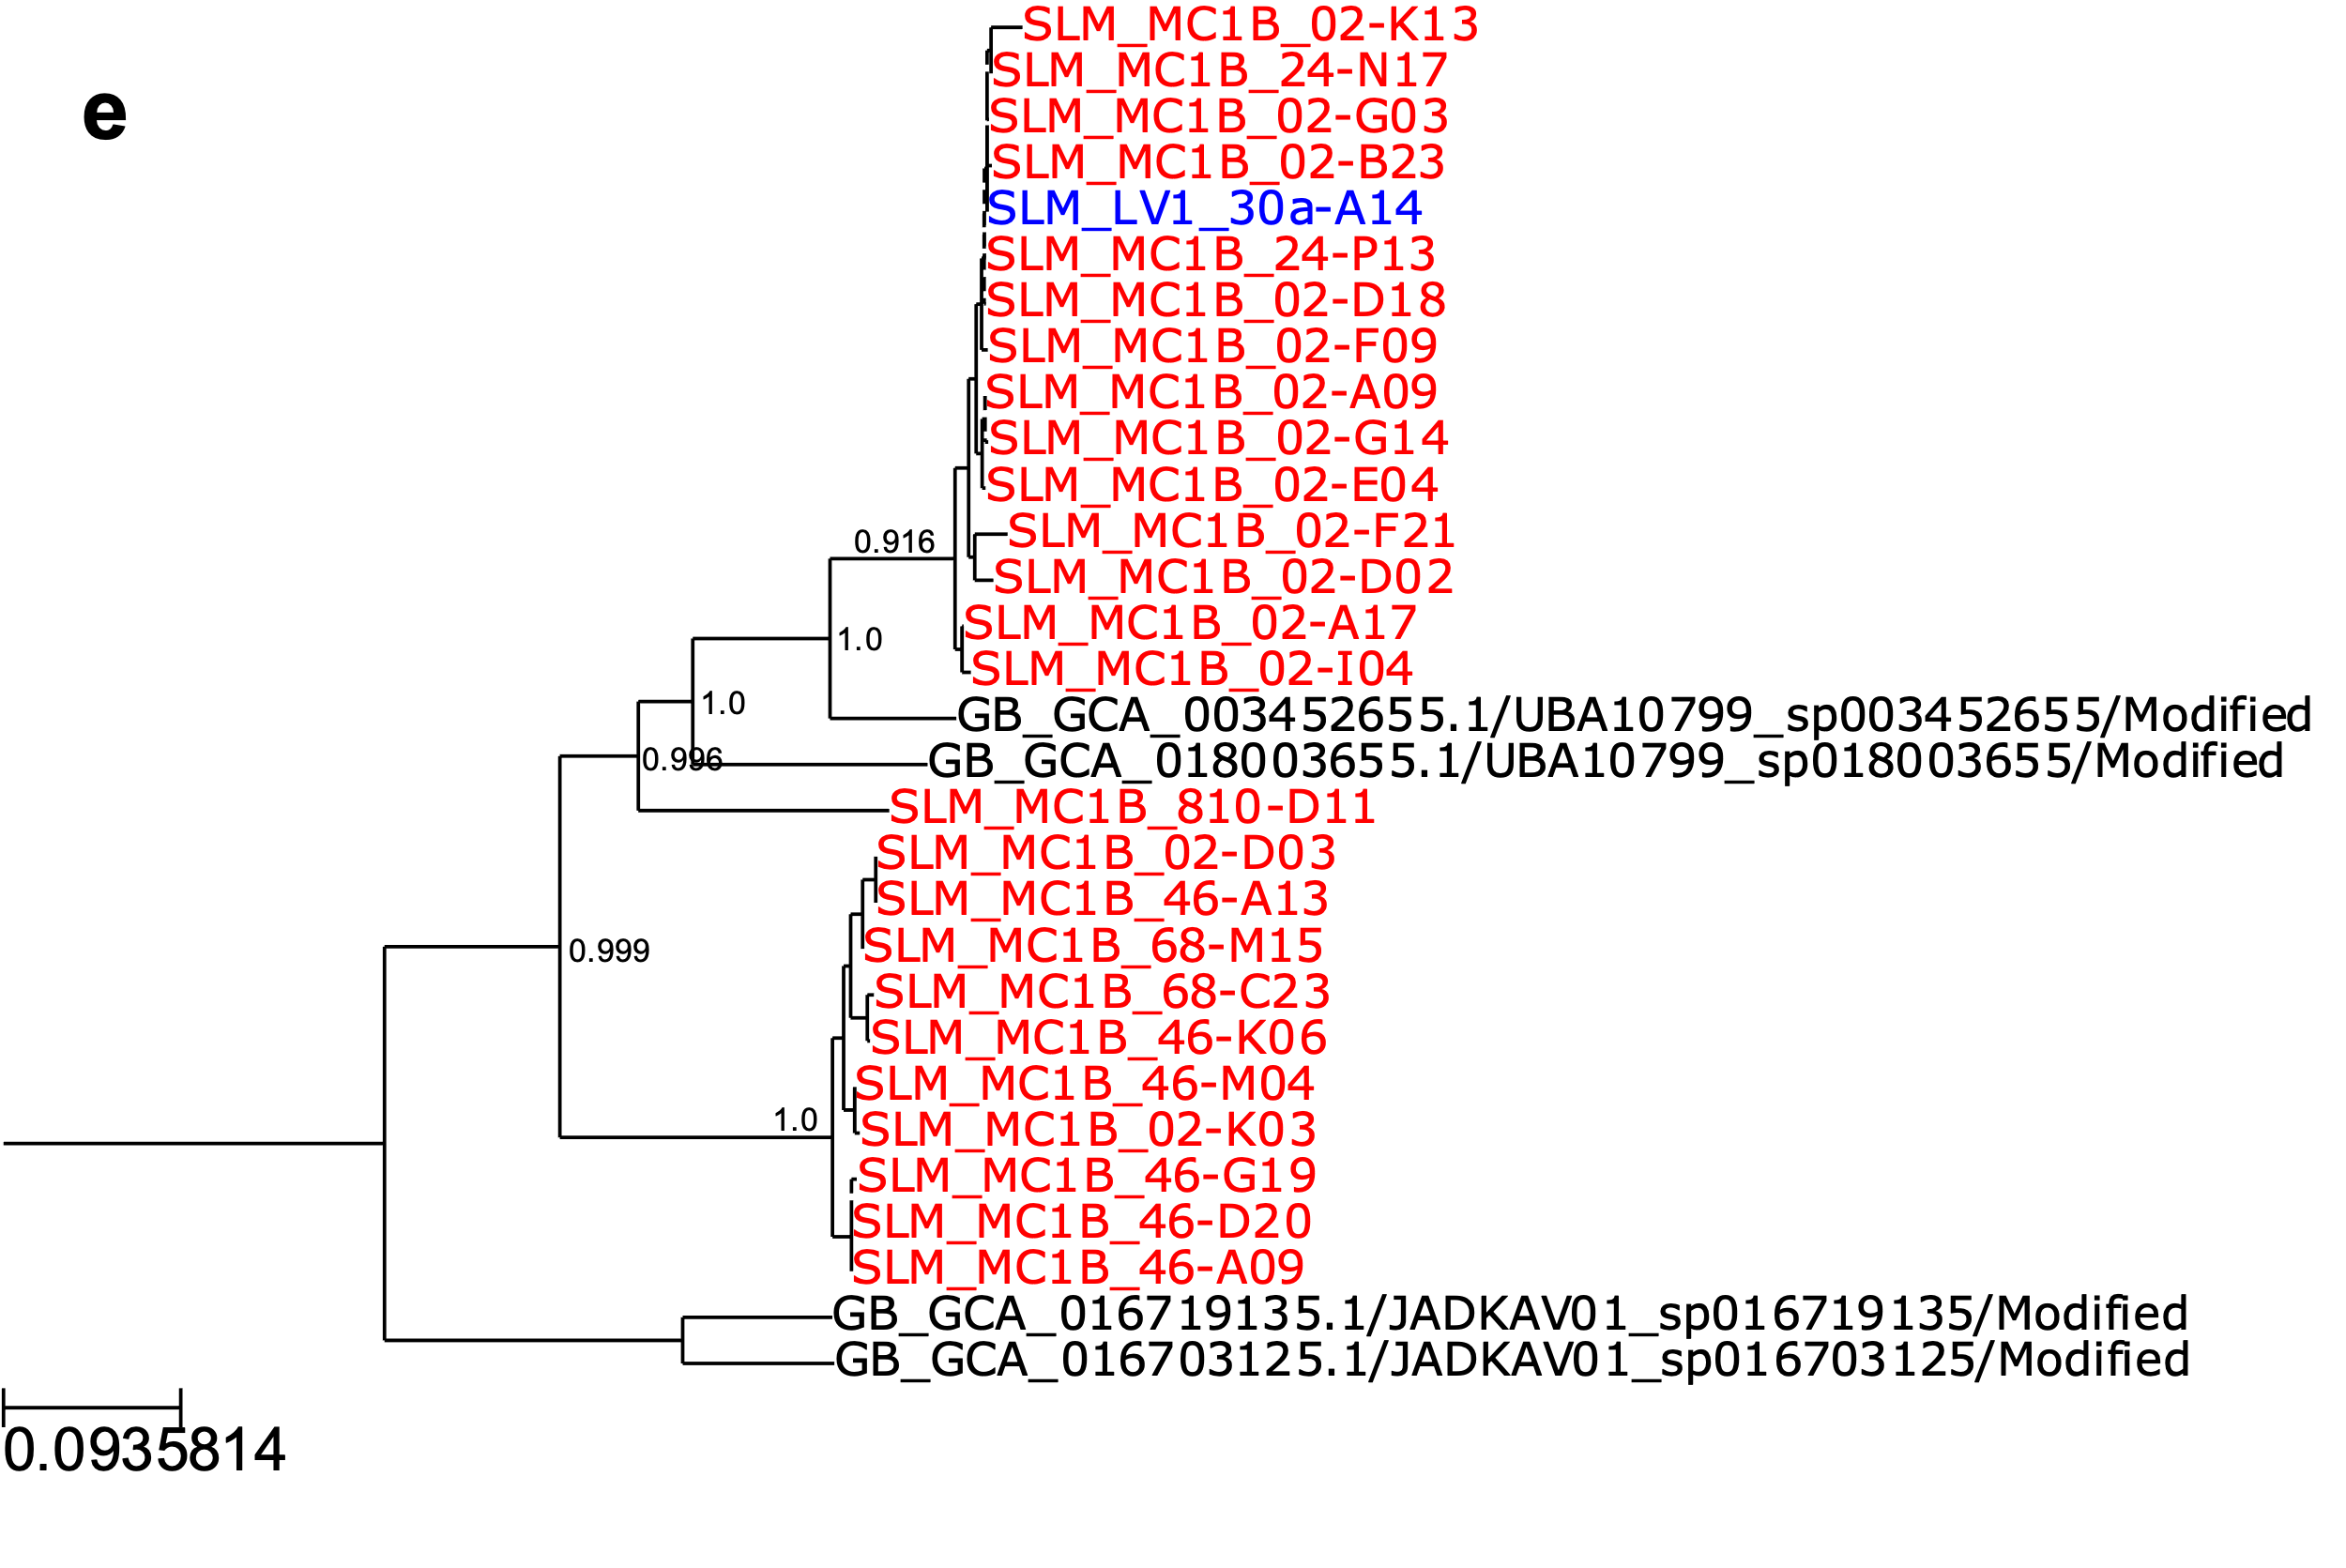 SLM_MC1B_02-K13
SLM_MC1B_24-N17
e
SLM_MC1B_02-G03
SLM_MC1B_02-B23
SLM_LV1_30a-A14
SLM_MC1B_24-P13
SLM_MC1B_02-D18
SLM_MC1B_02-F09
SLM_MC1B_02-A09
SLM_MC1B_02-G14
SLM_MC1B_02-E04
SLM_MC1B_02-F21
0.916
SLM_MC1B_02-D02
SLM_MC1B_02-A17
1.0
SLM_MC1B_02-I04
1.0
GB_GCA_003452655.1/UBA10799_sp003452655/Modified
0.996
GB_GCA_018003655.1/UBA10799_sp018003655/Modified
SLM_MC1B_810-D11
SLM_MC1B_02-D03
SLM_MC1B_46-A13
SLM_MC1B_68-M15
0.999
SLM_MC1B_68-C23
SLM_MC1B_46-K06
SLM_MC1B_46-M04
1.0
SLM_MC1B_02-K03
SLM_MC1B_46-G19
SLM_MC1B_46-D20
SLM_MC1B_46-A09
GB_GCA_016719135.1/JADKAV01_sp016719135/Modified
GB_GCA_016703125.1/JADKAV01_sp016703125/Modified
0.0935814